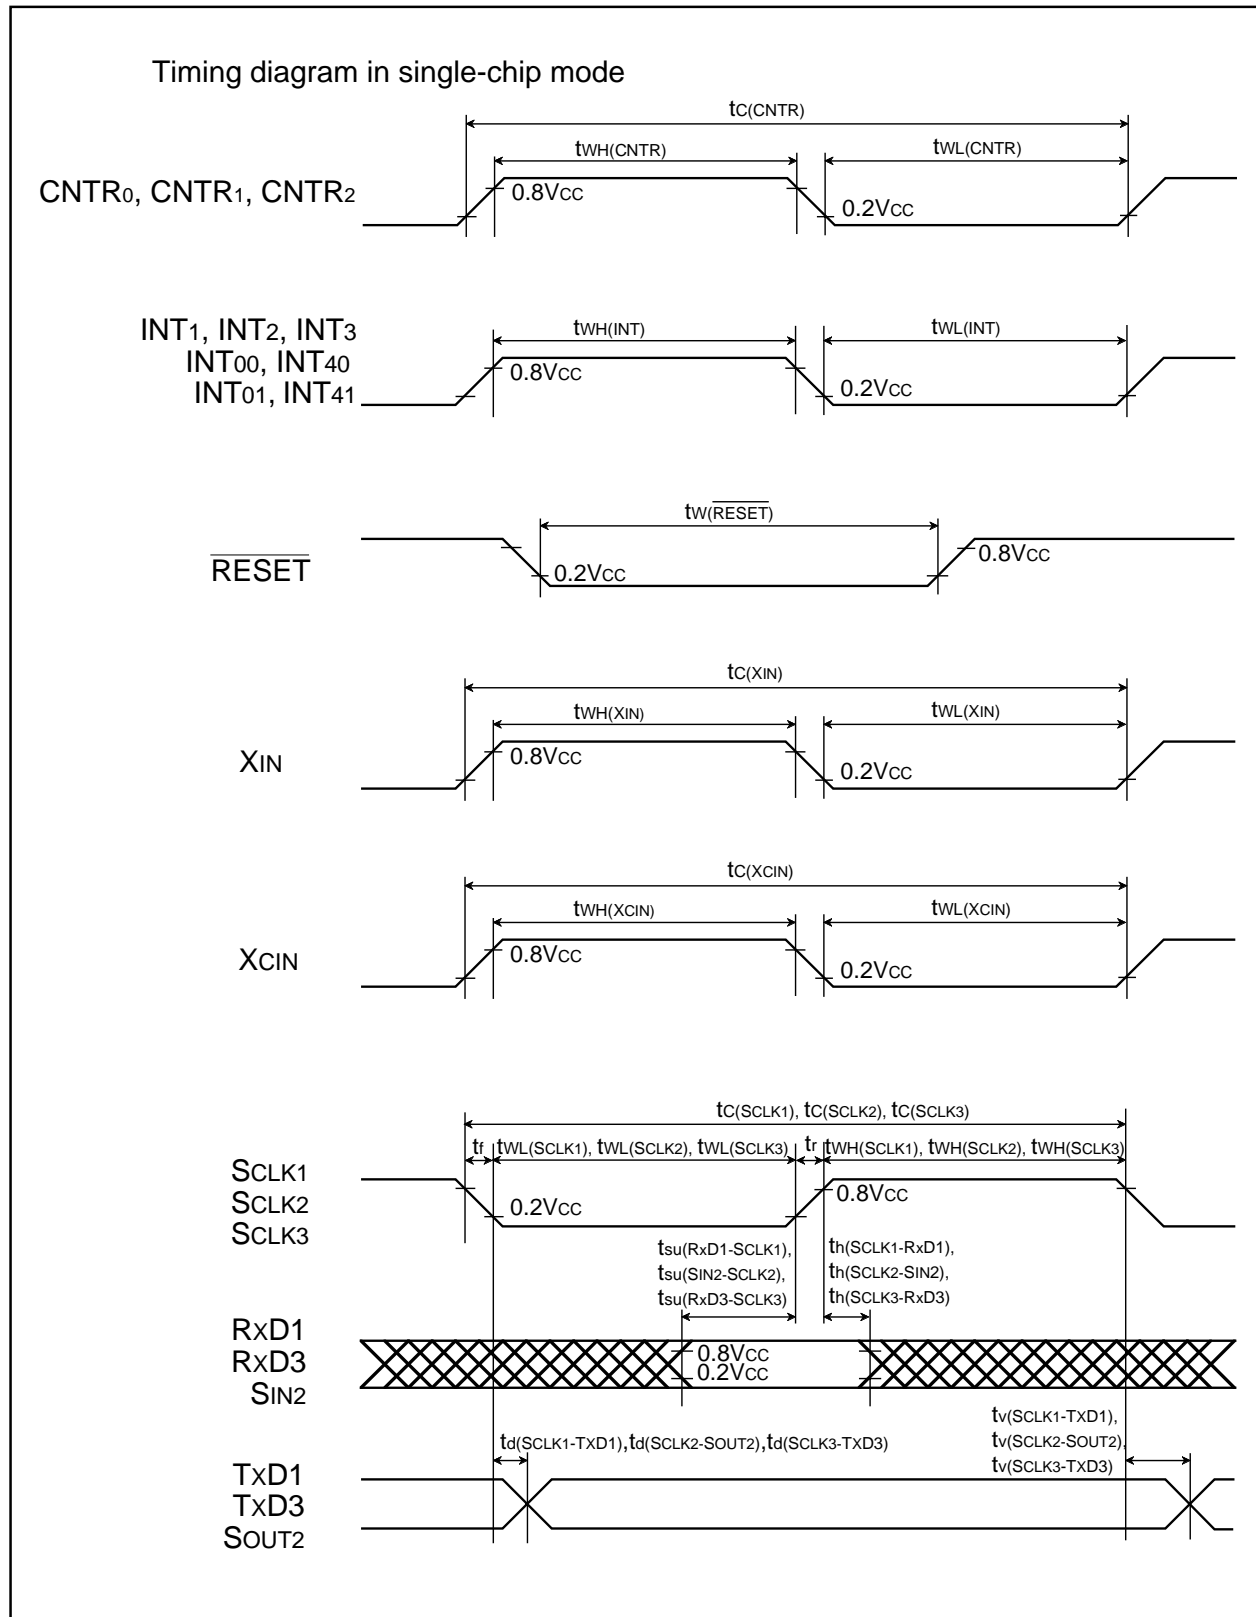 Timing diagram in single-chip mode
tC(CNTR)
tWH(CNTR)
tWL(CNTR)
CNTR0, CNTR1, CNTR2
0.8VCC
0.2VCC
INT1, INT2, INT3
INT00, INT40
INT01, INT41
tWH(INT)
tWL(INT)
0.8VCC
0.2VCC
tW(RESET)
RESET
0.2VCC
0.8VCC
tC(XIN)
tWH(XIN)
tWL(XIN)
XIN
0.8VCC
0.2VCC
tC(XCIN)
tWH(XCIN)
tWL(XCIN)
XCIN
0.8VCC
0.2VCC
tC(SCLK1), tC(SCLK2), tC(SCLK3)
tf
tWL(SCLK1), tWL(SCLK2), tWL(SCLK3)
tr
tWH(SCLK1), tWH(SCLK2), tWH(SCLK3)
SCLK1
SCLK2
SCLK3
0.2VCC
0.8VCC
tsu(RxD1-SCLK1),
tsu(SIN2-SCLK2),
tsu(RxD3-SCLK3)
th(SCLK1-RxD1),
th(SCLK2-SIN2),
th(SCLK3-RxD3)
RXD1
RXD3
SIN2
0.8VCC
0.2VCC
td(SCLK1-TXD1),td(SCLK2-SOUT2),td(SCLK3-TXD3)
tv(SCLK1-TXD1),
tv(SCLK2-SOUT2),
tv(SCLK3-TXD3)
TXD1
TXD3
SOUT2